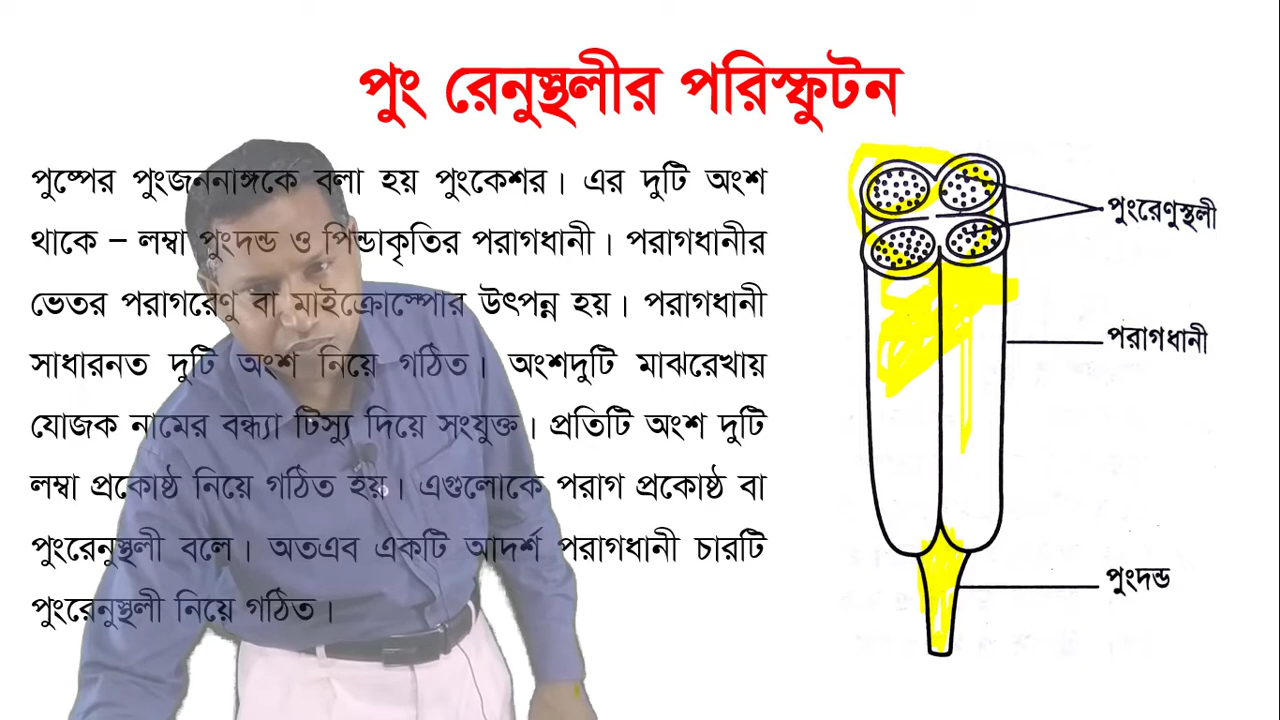 পুং রেনুস্থলীর পরিস্ফুটন
পুষ্পের পুংজননাঙ্গকে বলা হয় পুংকেশর। এর দুটি অংশ
থাকে – লম্বা পুংদন্ড ও পিন্ডাকৃতির পরাগধানী। পরাগধানীর
ভেতর পরাগরেণু বা মাইক্রোস্পোর উৎপন্ন হয়। পরাগধানী
সাধারনত দুটি অংশ নিয়ে গঠিত। অংশদুটি মাঝরেখায়
যোজক নামের বন্ধ্যা টিস্যু দিয়ে সংযুক্ত। প্রতিটি অংশ দুটি
লম্বা প্রকোষ্ঠ নিয়ে গঠিত হয়। এগুলোকে পরাগ প্রকোষ্ঠ বা
পুংরেনুস্থলী বলে। অতএব একটি আদর্শ পরাগধানী চারটি
পুংরেনুস্থলী নিয়ে গঠিত।
পুংরেণুস্থলী
পরাগধানী
পুংদন্ড